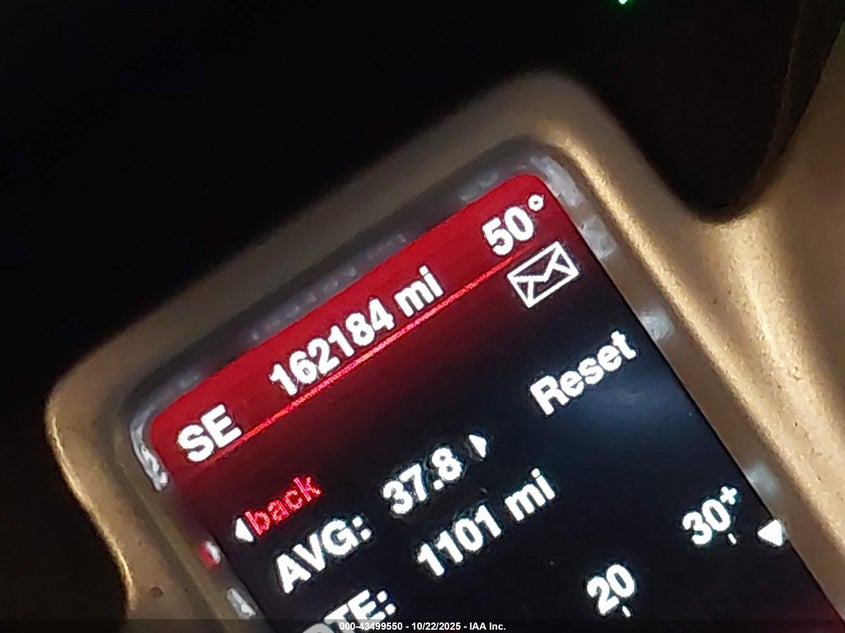 SE 162184 mi 50°
back Reset
AVG: 37.8
DTE: 1101 mi
20 30+
000-43499550 - 10/22/2025 - IAA Inc.